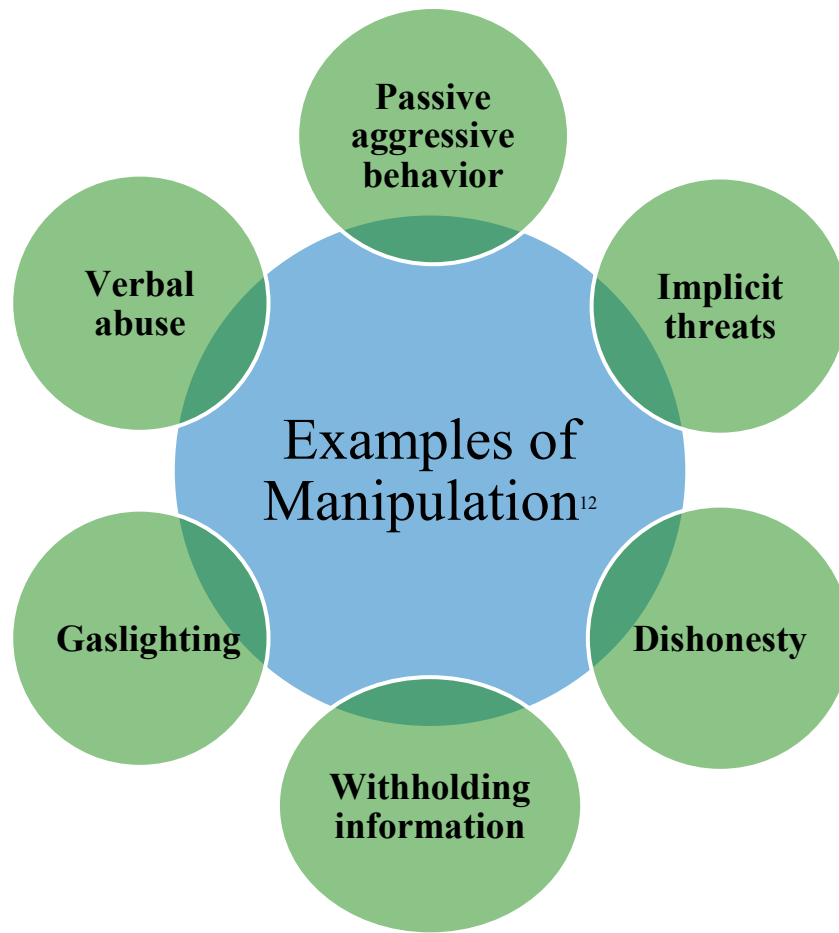 Passive
aggressive
behavior
Verbal
abuse
Implicit
threats
Examples of
Manipulation12
Gaslighting
Dishonesty
Withholding
information